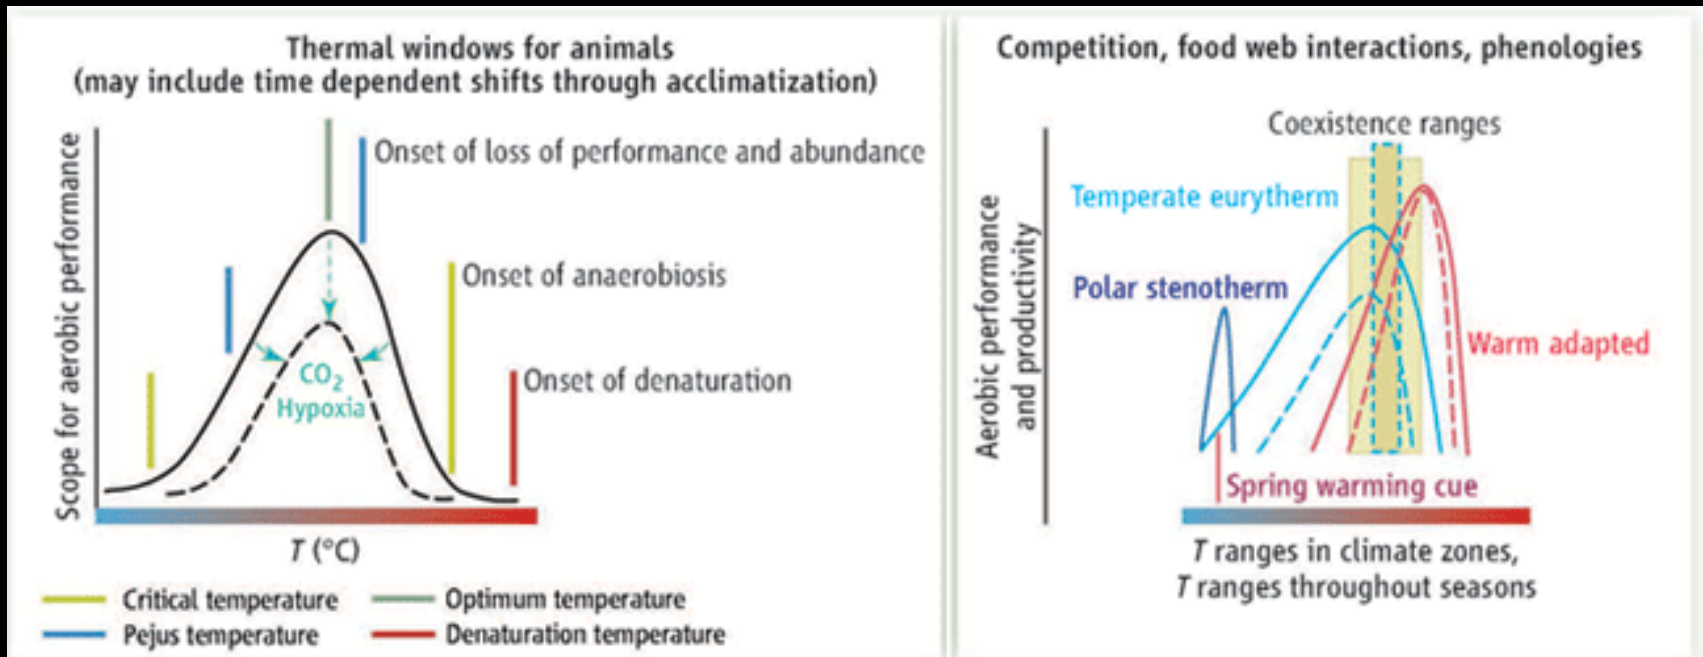 Thermal windows for animals
(may include time dependent shifts through acclimatization)
Scope for aerobic performance
Onset of loss of performance and abundance
Onset of anaerobiosis
Onset of denaturation
CO₂
Hypoxia
T (°C)
Critical temperature
Optimum temperature
Pejus temperature
Denaturation temperature
Competition, food web interactions, phenologies
Coexistence ranges
Aerobic performance
and productivity
Temperate eurytherm
Polar stenotherm
Warm adapted
Spring warming cue
T ranges in climate zones,
T ranges throughout seasons